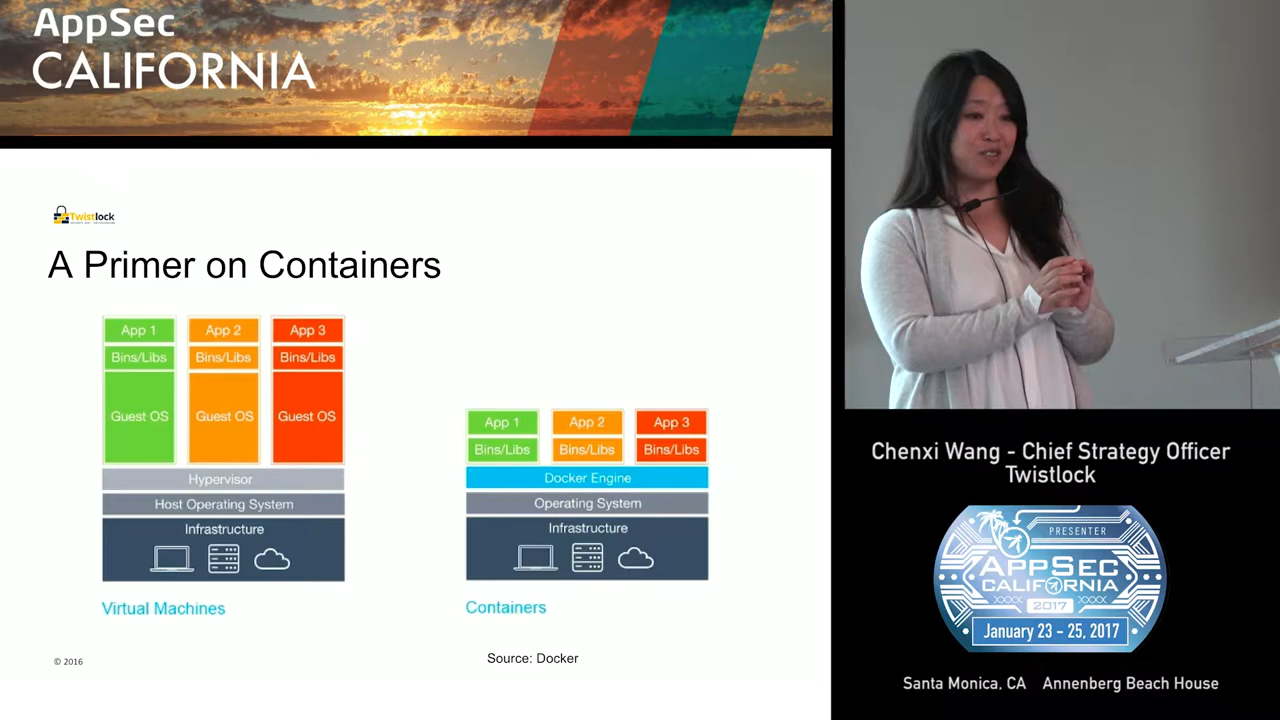 AppSec
CALIFORNIA
Twistlock
A Primer on Containers
App 1
App 2
App 3
Bins/Libs
Bins/Libs
Bins/Libs
Guest OS
Guest OS
Guest OS
Hypervisor
Host Operating System
Infrastructure
Virtual Machines
App 1
App 2
App 3
Bins/Libs
Bins/Libs
Bins/Libs
Docker Engine
Operating System
Infrastructure
Containers
© 2016
Source: Docker
Chenxi Wang - Chief Strategy Officer
Twistlock
PRESENTER
APPSEC
CALIFORNIA
2017
January 23 - 25, 2017
Santa Monica, CA Annenberg Beach House